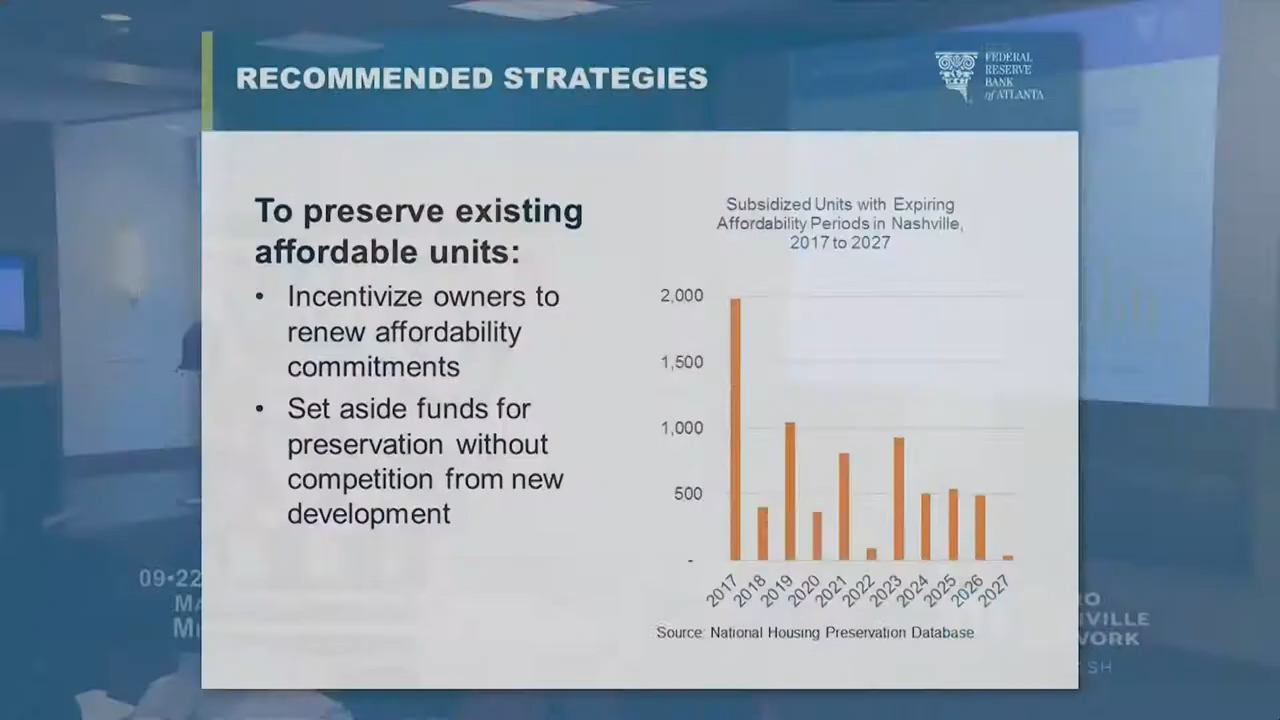 RECOMMENDED STRATEGIES
FEDERAL
RESERVE
BANK
of ATLANTA
To preserve existing
affordable units:
• Incentivize owners to
renew affordability
commitments
• Set aside funds for
preservation without
competition from new
development
Subsidized Units with Expiring
Affordability Periods in Nashville,
2017 to 2027
2,000
1,500
1,000
500
-
2017 2018 2019 2020 2021 2022 2023 2024 2025 2026 2027
Source: National Housing Preservation Database
09•22